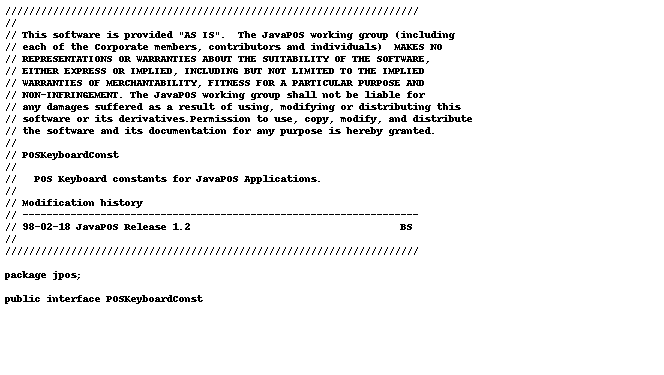 /////////////////////////////////////////////////////////////////////
//
// This software is provided "AS IS".  The JavaPOS working group (including
// each of the Corporate members, contributors and individuals)  MAKES NO
// REPRESENTATIONS OR WARRANTIES ABOUT THE SUITABILITY OF THE SOFTWARE,
// EITHER EXPRESS OR IMPLIED, INCLUDING BUT NOT LIMITED TO THE IMPLIED
// WARRANTIES OF MERCHANTABILITY, FITNESS FOR A PARTICULAR PURPOSE AND
// NON-INFRINGEMENT. The JavaPOS working group shall not be liable for
// any damages suffered as a result of using, modifying or distributing this
// software or its derivatives.Permission to use, copy, modify, and distribute
// the software and its documentation for any purpose is hereby granted.
//
// POSKeyboardConst
//
//   POS Keyboard constants for JavaPOS Applications.
//
// Modification history
// ------------------------------------------------------------------
// 98-02-18 JavaPOS Release 1.2                                   BS
//
/////////////////////////////////////////////////////////////////////
package jpos;
public interface POSKeyboardConst